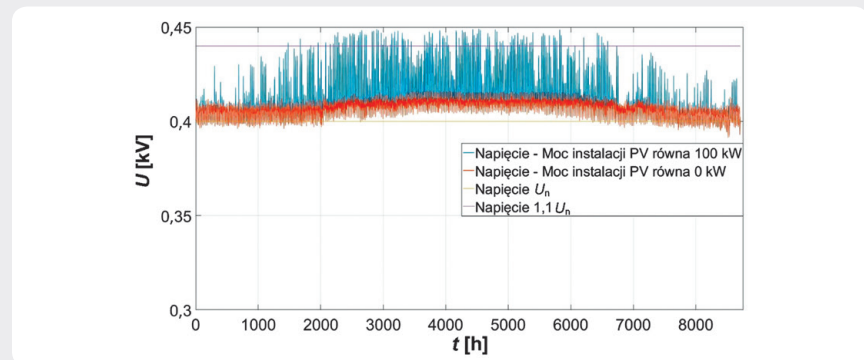 0,45
0,4
0,35
0,3
U [kV]
Napięcie - Moc instalacji PV równa 100 kW
Napięcie - Moc instalacji PV równa 0 kW
Napięcie Un
Napięcie 1,1 Un
0 1000 2000 3000 4000 5000 6000 7000 8000
t [h]